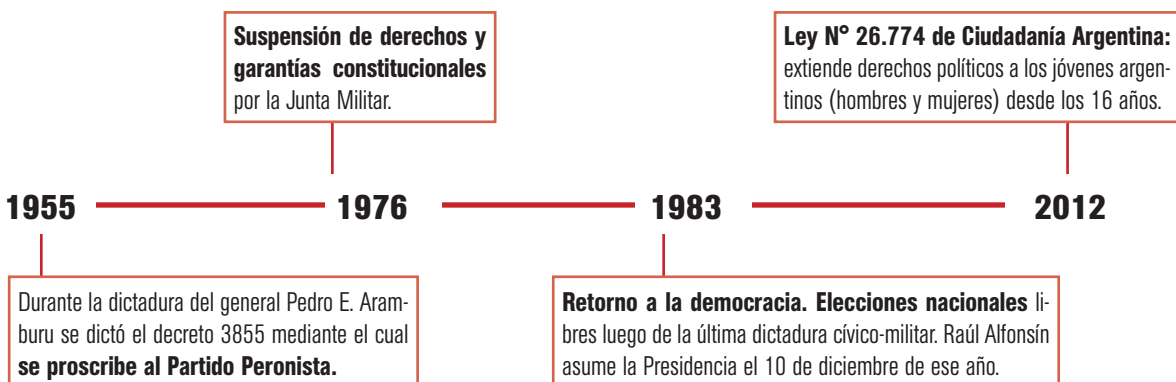 Suspensión de derechos y
garantías constitucionales
por la Junta Militar.
Ley N° 26.774 de Ciudadanía Argentina:
extiende derechos políticos a los jóvenes argen-
tinos (hombres y mujeres) desde los 16 años.
1955
1976
1983
2012
Durante la dictadura del general Pedro E. Aram-
buru se dictó el decreto 3855 mediante el cual
se proscribe al Partido Peronista.
Retorno a la democracia. Elecciones nacionales li-
bres luego de la última dictadura cívico-militar. Raúl Alfonsín
asume la Presidencia el 10 de diciembre de ese año.